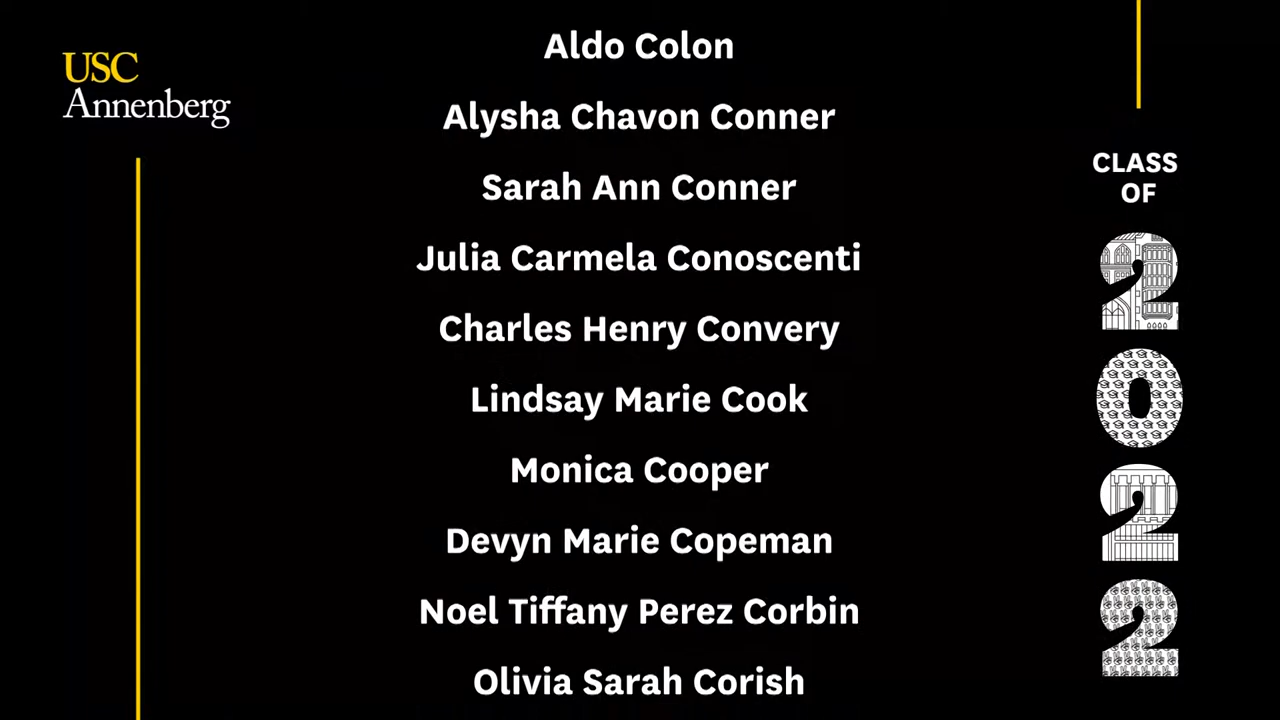 USC
Annenberg
Aldo Colon
Alysha Chavon Conner
Sarah Ann Conner
Julia Carmela Conoscenti
Charles Henry Convery
Lindsay Marie Cook
Monica Cooper
Devyn Marie Copeman
Noel Tiffany Perez Corbin
Olivia Sarah Corish
CLASS
OF
2
0
2
2